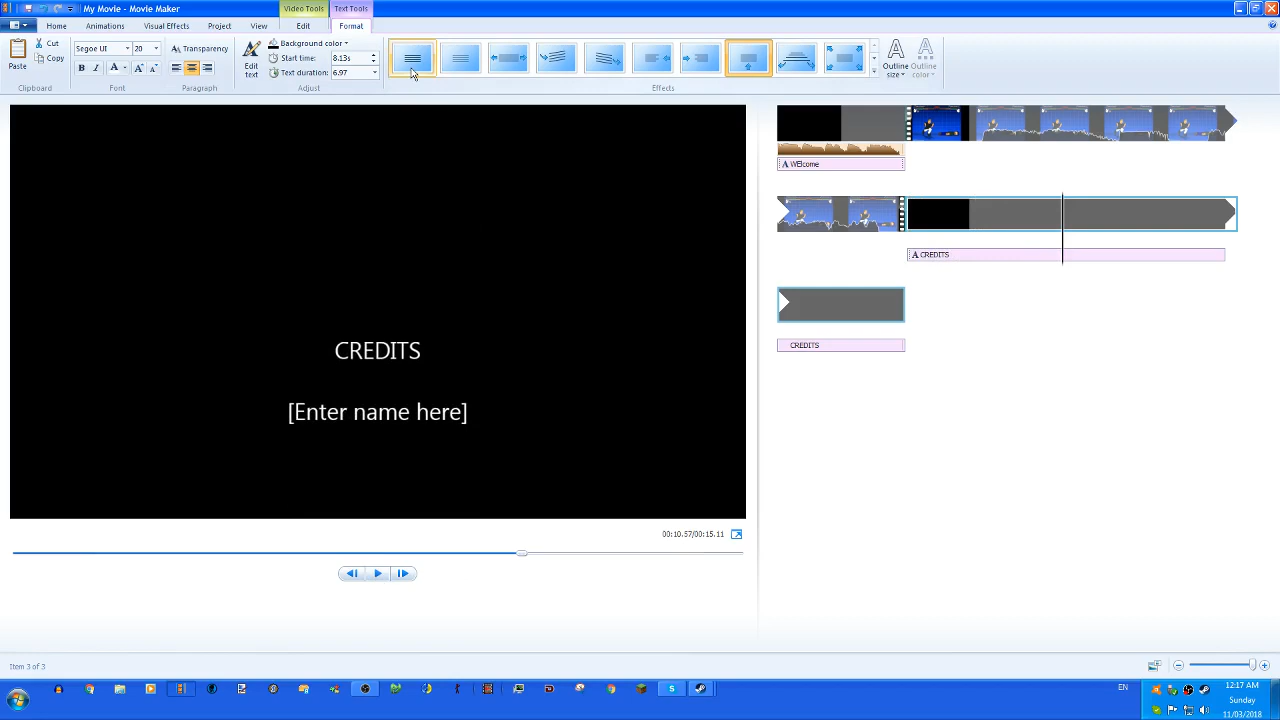 My Movie - Movie Maker
Video Tools
Text Tools
Home
Animations
Visual Effects
Project
View
Edit
Format
Paste
Cut
Copy
Clipboard
Segoe UI
20
B I A
Font
Transparency
Paragraph
Edit text
Background color
Start time: 8.13s
Text duration: 6.97
Adjust
Effects
Outline size
Outline color
A WElcome
CREDITS
[Enter name here]
A CREDITS
CREDITS
00:10.57/00:15.11
Item 3 of 3
EN
12:17 AM
Sunday
11/03/2018